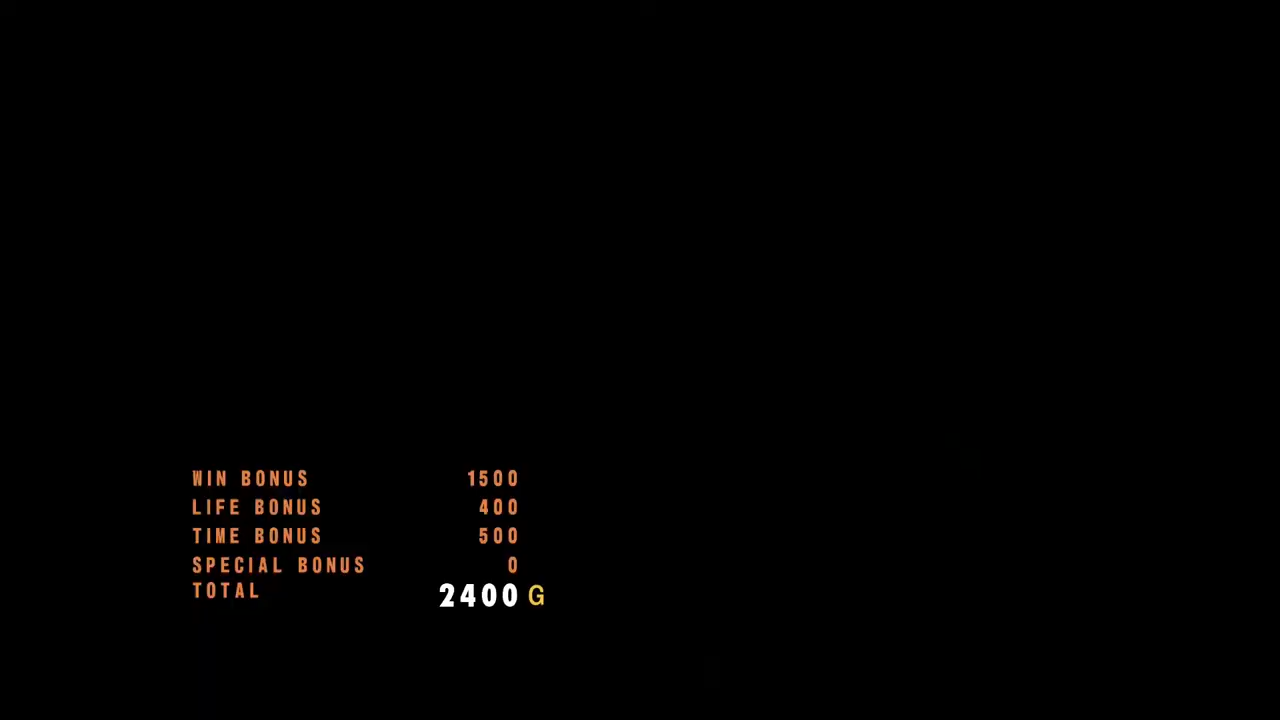 WIN BONUS 1500
LIFE BONUS 400
TIME BONUS 500
SPECIAL BONUS 0
TOTAL 2400 G